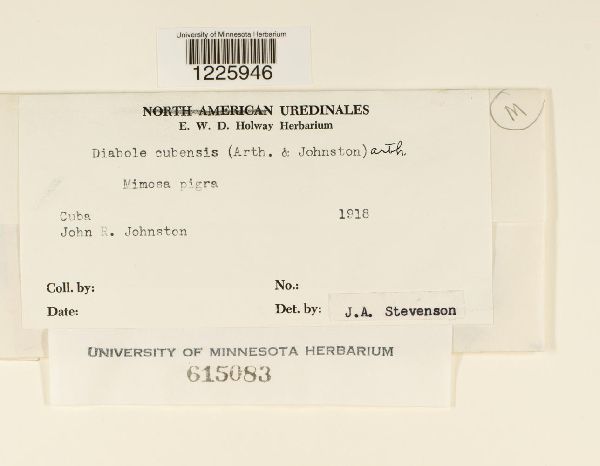 University of Minnesota Herbarium
1225946
NORTH AMERICAN UREDINALES
E. W. D. Holway Herbarium
M
Diabole cubensis (Arth. & Johnston) Arth.
Mimosa pigra
Cuba 1918
John R. Johnston
Coll. by: No.:
Date: Det. by: J.A. Stevenson
UNIVERSITY OF MINNESOTA HERBARIUM
615083